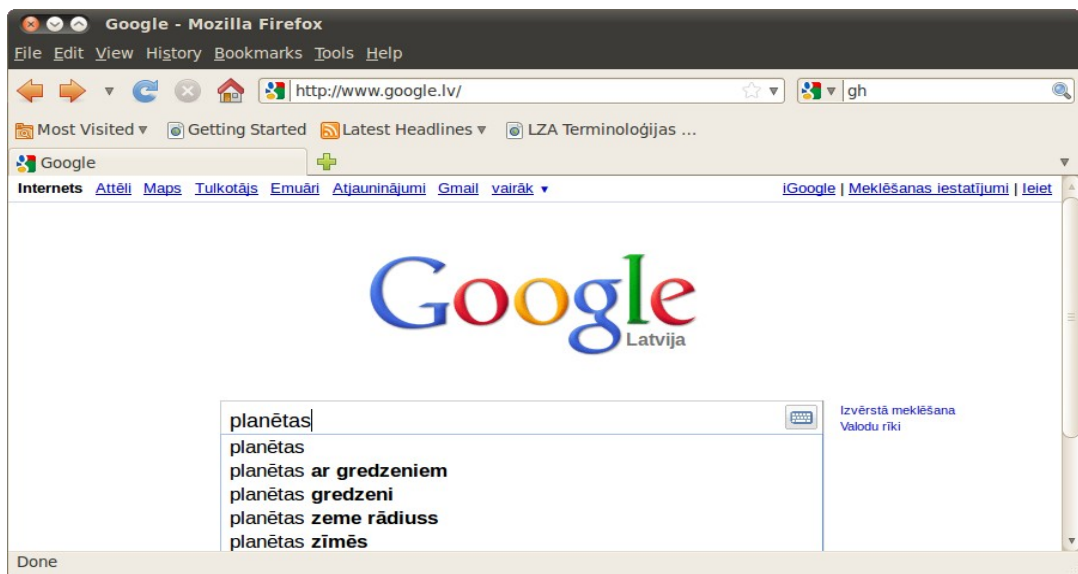 Google - Mozilla Firefox
File Edit View History Bookmarks Tools Help
http://www.google.lv/ gh
Most Visited Getting Started Latest Headlines LZA Terminoloģijas ...
Google
Internets Attēli Maps Tulkotājs Emuāri Atjauninājumi Gmail vairāk iGoogle | Meklēšanas iestatījumi | Ieiet
Google
Latvija
planētas
Izvērstā meklēšana
Valodu rīki
planētas
planētas ar gredzeniem
planētas gredzeni
planētas zeme rādiuss
planētas zīmēs
Done